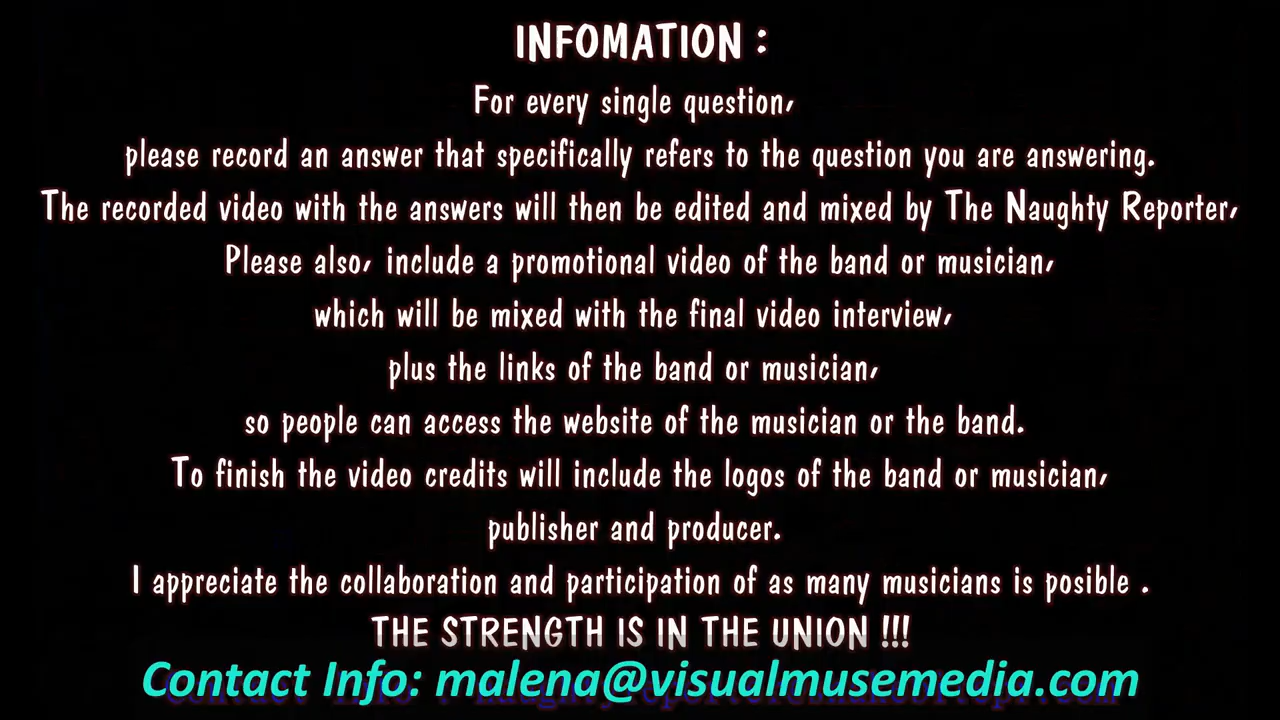 INFOMATION :
For every single question,
please record an answer that specifically refers to the question you are answering.
The recorded video with the answers will then be edited and mixed by The Naughty Reporter,
Please also, include a promotional video of the band or musician,
which will be mixed with the final video interview,
plus the links of the band or musician,
so people can access the website of the musician or the band.
To finish the video credits will include the logos of the band or musician,
publisher and producer.
I appreciate the collaboration and participation of as many musicians is posible .
THE STRENGTH IS IN THE UNION !!!
Contact Info: malena@visualmusemedia.com